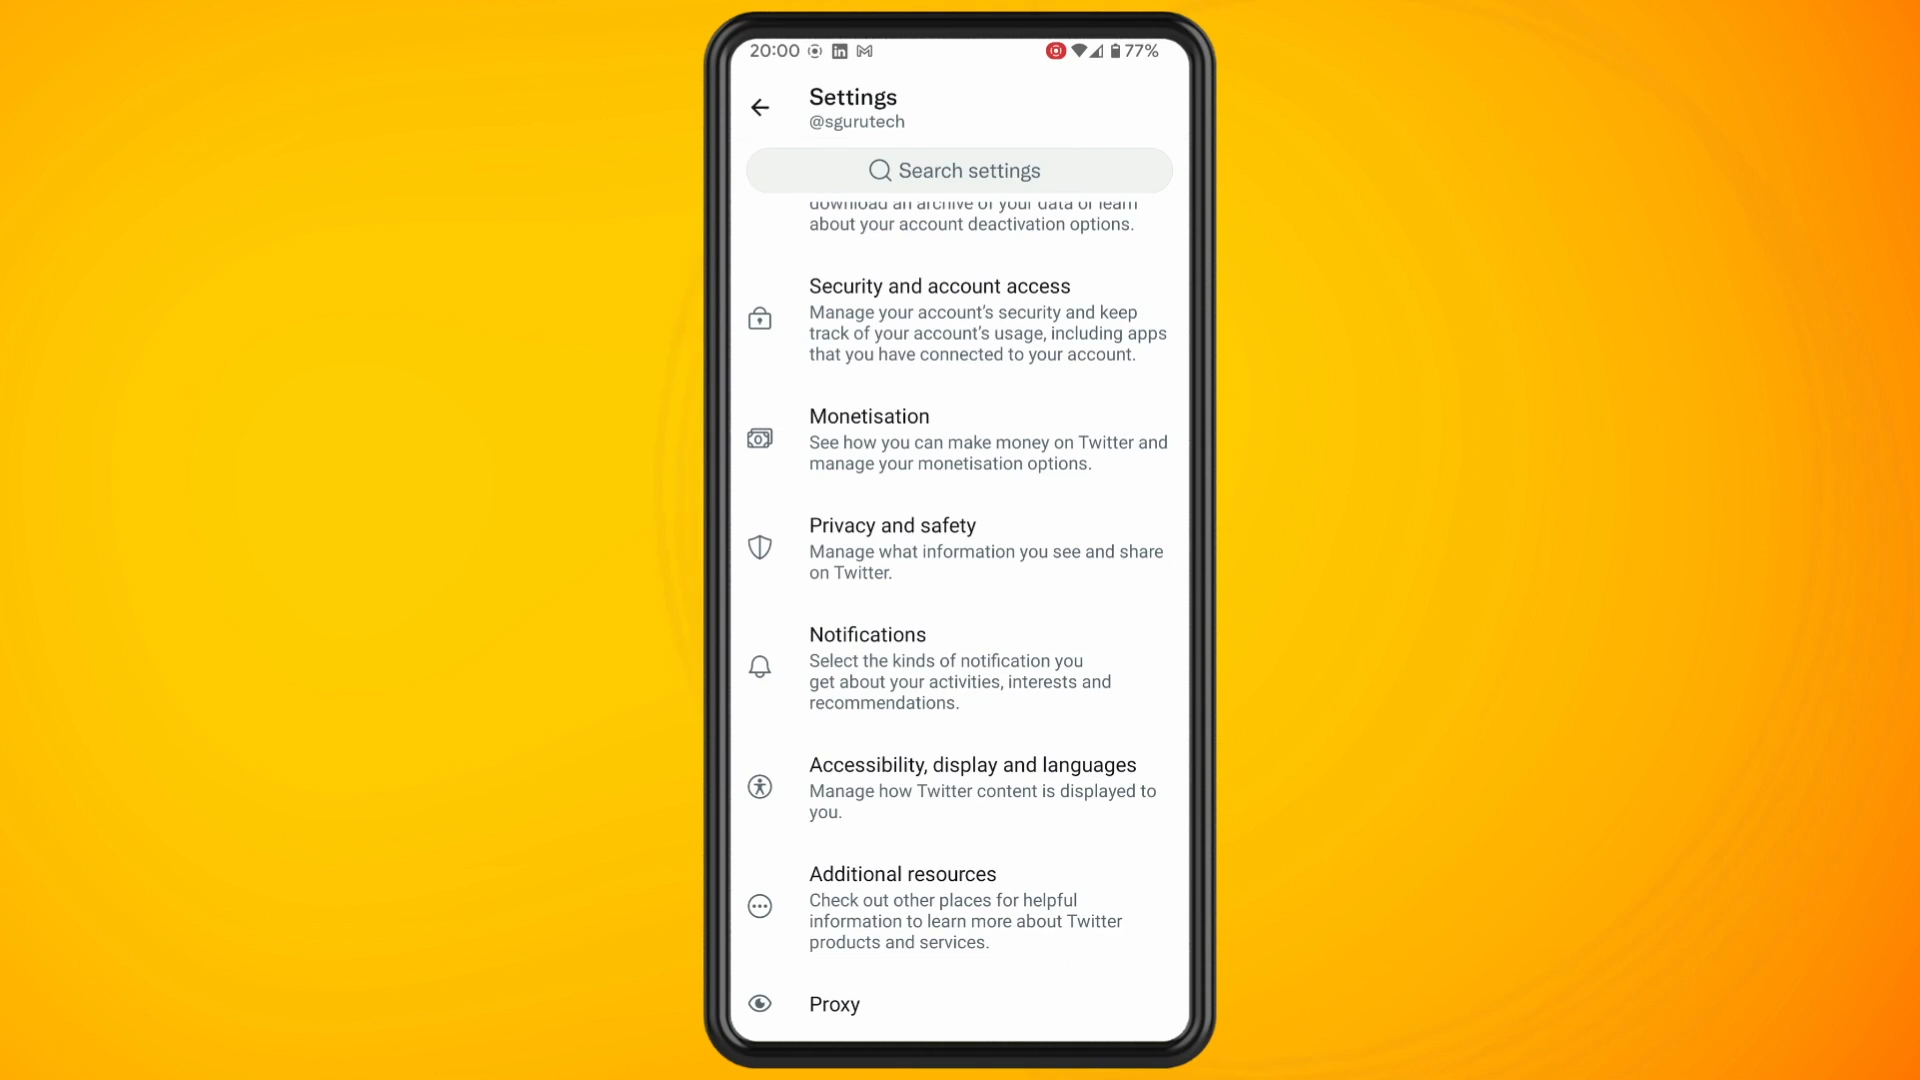 20:00 77%
Settings
@sgurutech
Search settings
download an archive of your data or learn
about your account deactivation options.
Security and account access
Manage your account’s security and keep
track of your account’s usage, including apps
that you have connected to your account.
Monetisation
See how you can make money on Twitter and
manage your monetisation options.
Privacy and safety
Manage what information you see and share
on Twitter.
Notifications
Select the kinds of notification you
get about your activities, interests and
recommendations.
Accessibility, display and languages
Manage how Twitter content is displayed to
you.
Additional resources
Check out other places for helpful
information to learn more about Twitter
products and services.
Proxy